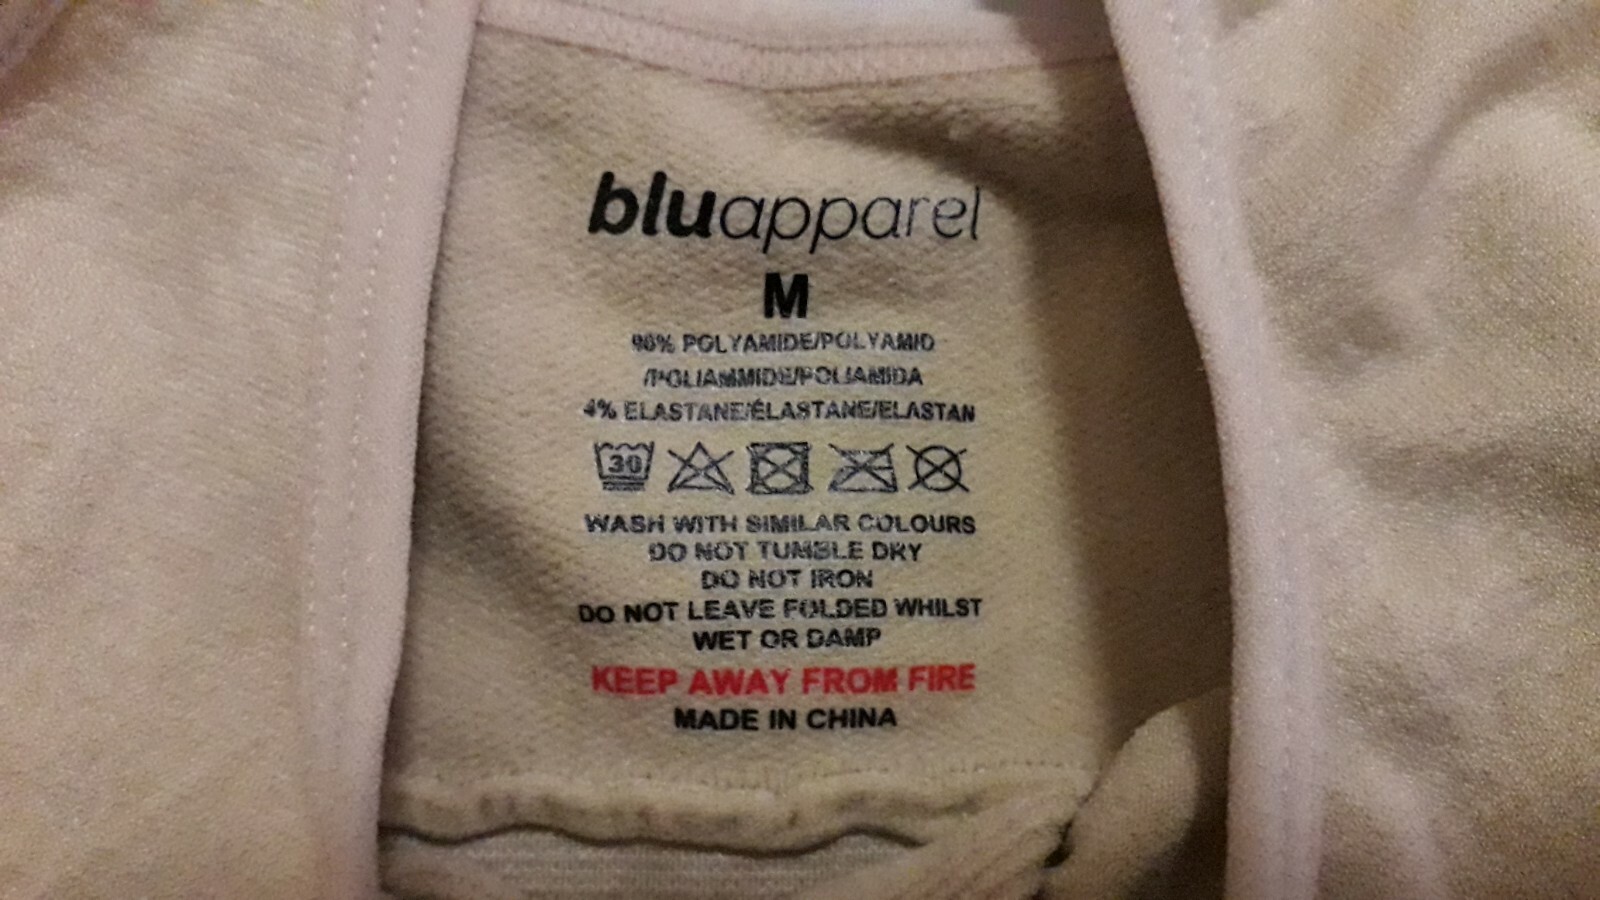 bluapparel
M
96% POLYAMIDE/POLYAMID
/POLIAMMIDE/POLIAMIDA
4% ELASTANE/ÉLASTANE/ELASTAN
30
WASH WITH SIMILAR COLOURS
DO NOT TUMBLE DRY
DO NOT IRON
DO NOT LEAVE FOLDED WHILST
WET OR DAMP
KEEP AWAY FROM FIRE
MADE IN CHINA